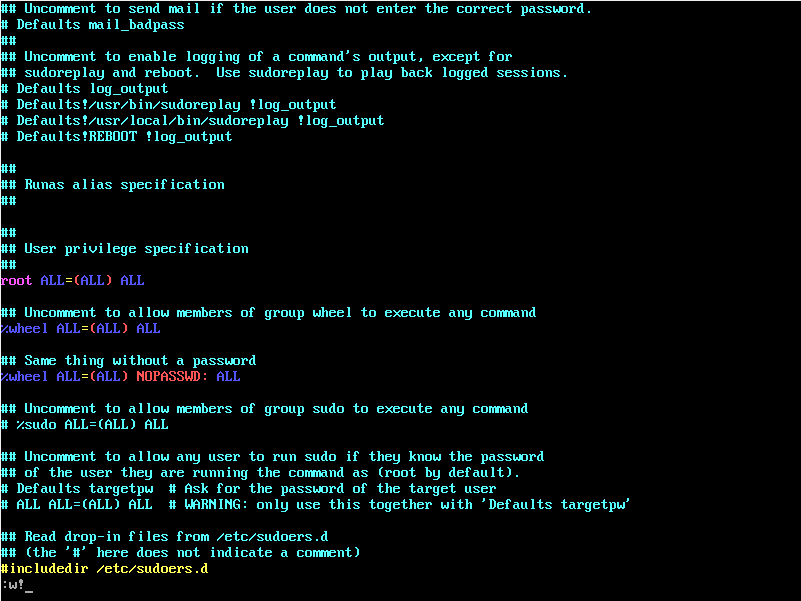 ## Uncomment to send mail if the user does not enter the correct password.
# Defaults mail_badpass
##
## Uncomment to enable logging of a command's output, except for
## sudoreplay and reboot.  Use sudoreplay to play back logged sessions.
# Defaults log_output
# Defaults!/usr/bin/sudoreplay !log_output
# Defaults!/usr/local/bin/sudoreplay !log_output
# Defaults!REBOOT !log_output
##
## Runas alias specification
##
##
## User privilege specification
##
root ALL=(ALL) ALL
## Uncomment to allow members of group wheel to execute any command
%wheel ALL=(ALL) ALL
## Same thing without a password
%wheel ALL=(ALL) NOPASSWD: ALL
## Uncomment to allow members of group sudo to execute any command
# %sudo ALL=(ALL) ALL
## Uncomment to allow any user to run sudo if they know the password
## of the user they are running the command as (root by default).
# Defaults targetpw  # Ask for the password of the target user
# ALL ALL=(ALL) ALL  # WARNING: only use this together with 'Defaults targetpw'
## Read drop-in files from /etc/sudoers.d
## (the '#' here does not indicate a comment)
#includedir /etc/sudoers.d
:w!_